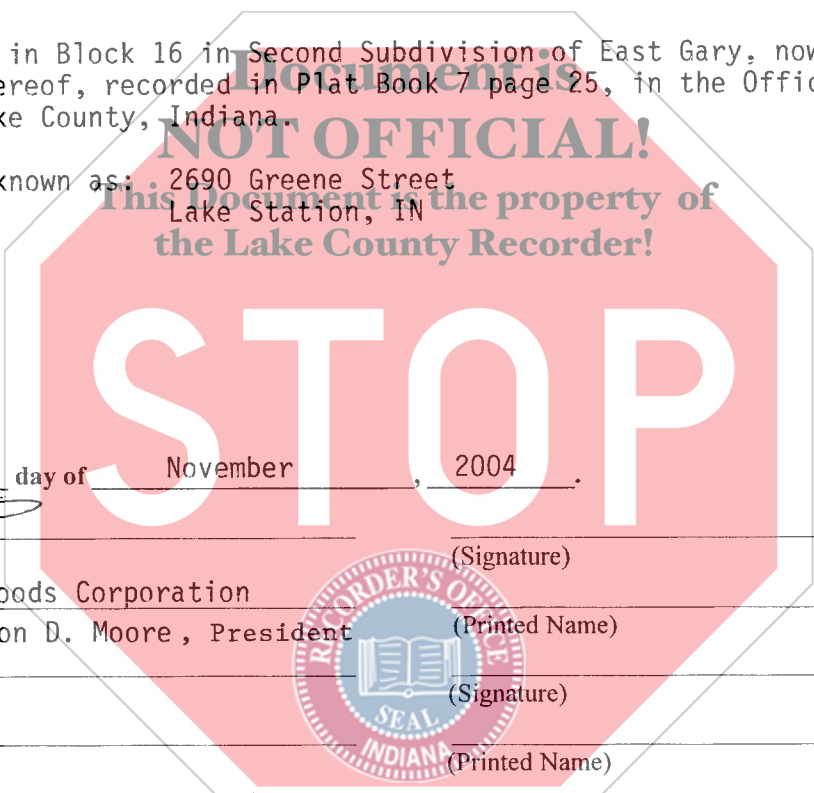 in Block 16 in Second Subdivision of East Gary, now
Document is
ereof, recorded in Plat Book 7 page 25, in the Offic
ke County, Indiana.
NOT OFFICIAL!
known as: 2690 Greene Street
This Document is the property of
Lake Station, IN
the Lake County Recorder!
STOP
day of November, 2004.
(Signature)
oods Corporation
on D. Moore, President
(Printed Name)
(Signature)
(Printed Name)
RECORDER'S OFFICE
SEAL
INDIANA